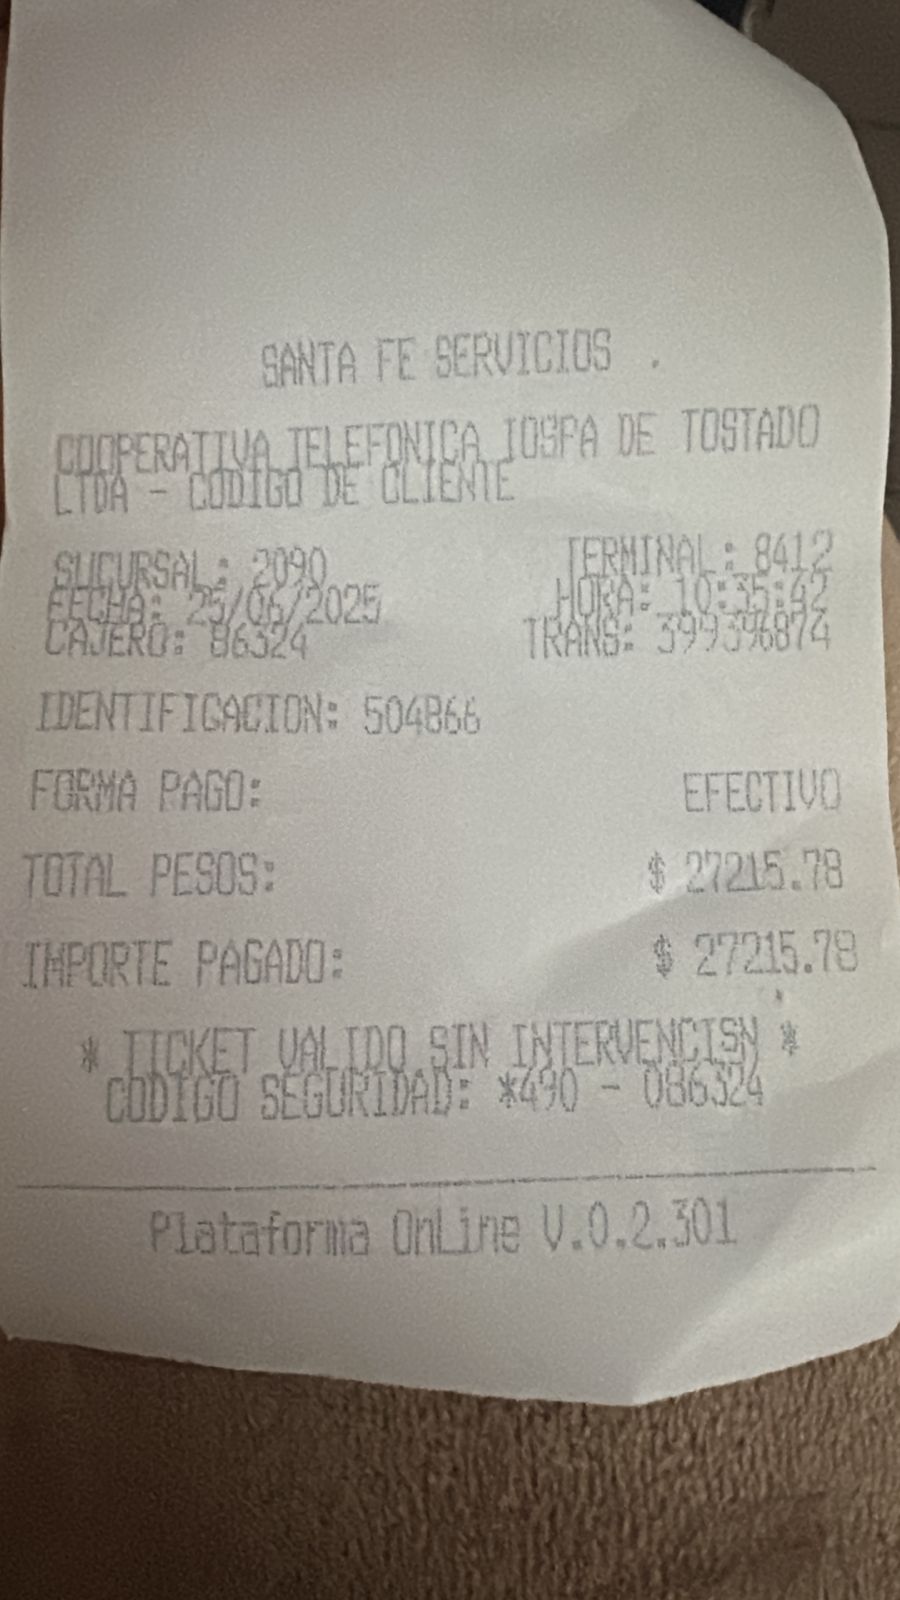 SANTA FE SERVICIOS .
COOPERATIVA TELEFONICA IOSPA DE TOSTADO
LTDA - CODIGO DE CLIENTE
SUCURSAL: 2090 TERMINAL: 8412
FECHA: 25/06/2025 HORA: 10:35:42
CAJERO: 86324 TRANS: 399396874
IDENTIFICACION: 504866
FORMA PAGO: EFECTIVO
TOTAL PESOS: $ 27215.78
IMPORTE PAGADO: $ 27215.78
* TICKET VALIDO SIN INTERVENCISN *
CODIGO SEGURIDAD: *490 - 086324
Plataforma OnLine V.0.2.301